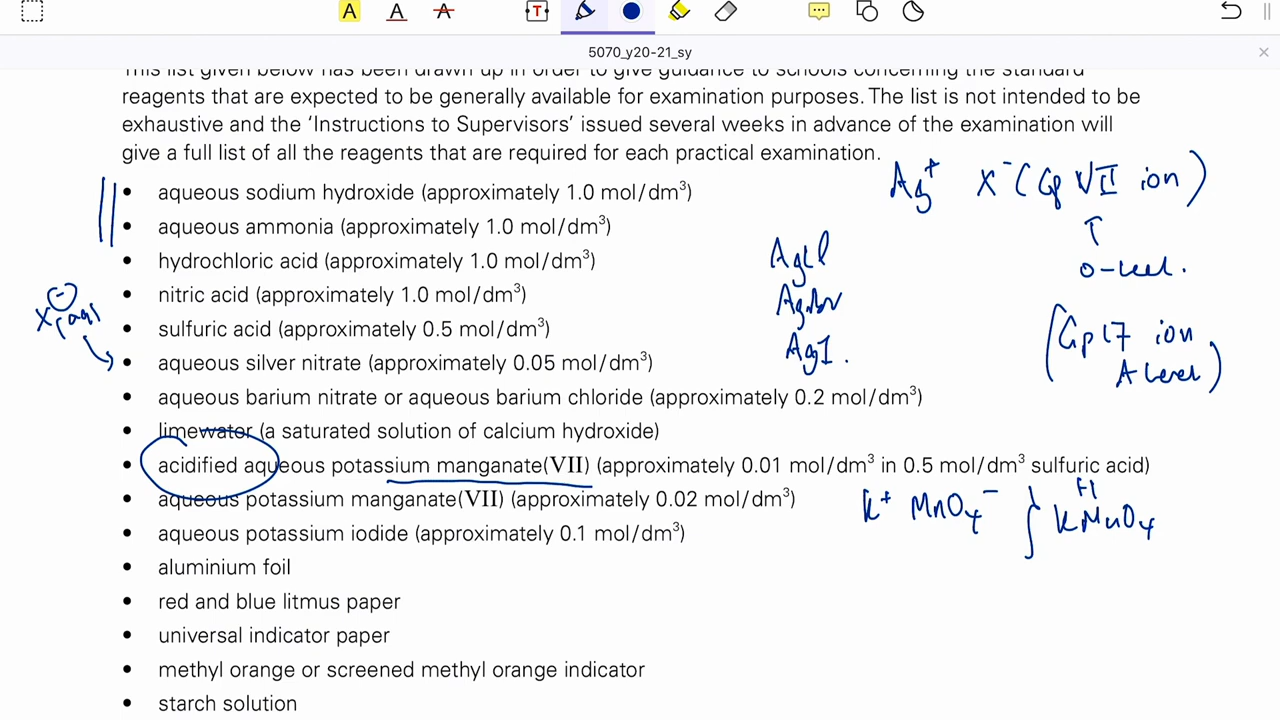 A A A T
5070_y20-21_sy
This list given below has been drawn up in order to give guidance to schools concerning the standard
reagents that are expected to be generally available for examination purposes. The list is not intended to be
exhaustive and the ‘Instructions to Supervisors’ issued several weeks in advance of the examination will
give a full list of all the reagents that are required for each practical examination.
Ag⁺ X⁻ (Gp VII ion)
• aqueous sodium hydroxide (approximately 1.0 mol/dm³)
• aqueous ammonia (approximately 1.0 mol/dm³)
↑
O-level.
• hydrochloric acid (approximately 1.0 mol/dm³)
AgCl
• nitric acid (approximately 1.0 mol/dm³)
AgBr
X⁻(aq)
• sulfuric acid (approximately 0.5 mol/dm³)
(Gp 17 ion
A Level)
• aqueous silver nitrate (approximately 0.05 mol/dm³)
AgI.
• aqueous barium nitrate or aqueous barium chloride (approximately 0.2 mol/dm³)
• limewater (a saturated solution of calcium hydroxide)
• acidified aqueous potassium manganate(VII) (approximately 0.01 mol/dm³ in 0.5 mol/dm³ sulfuric acid)
• aqueous potassium manganate(VII) (approximately 0.02 mol/dm³)
K⁺ MnO₄⁻ KMnO₄
• aqueous potassium iodide (approximately 0.1 mol/dm³)
• aluminium foil
• red and blue litmus paper
• universal indicator paper
• methyl orange or screened methyl orange indicator
• starch solution